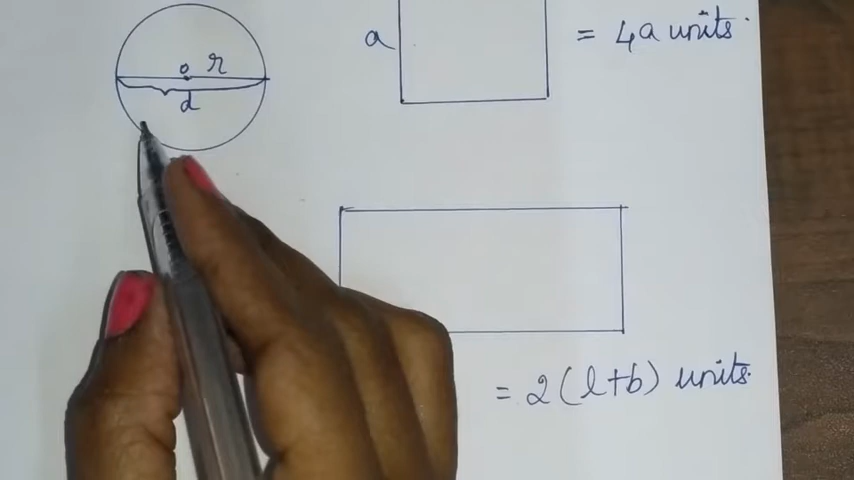 o r
d
a = 4a units.
= 2(l+b) units.